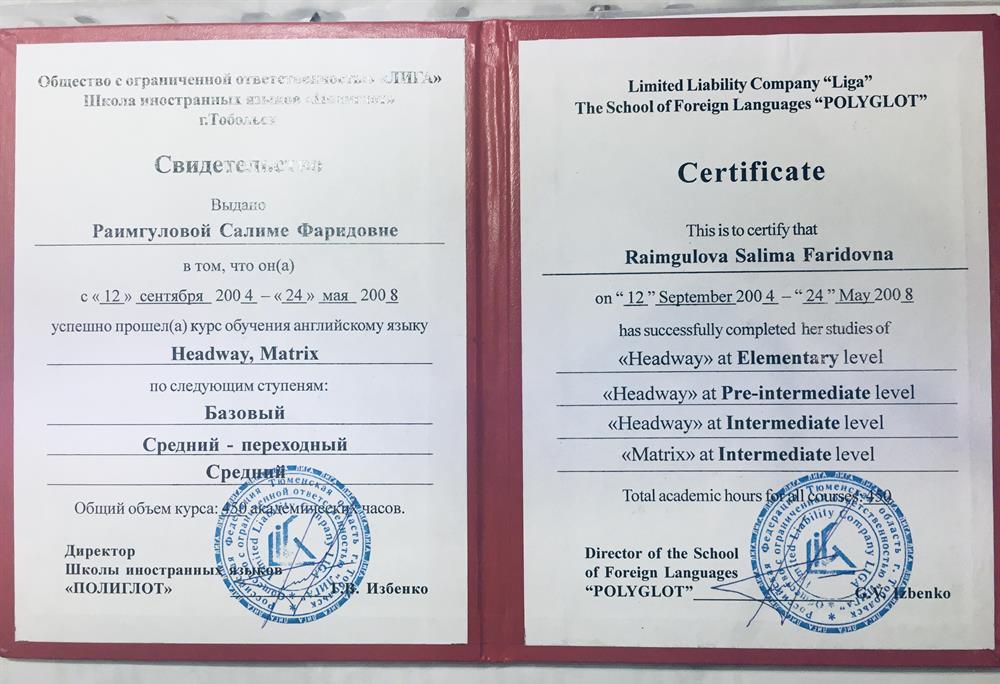 Общество с ограниченной ответственностью «ЛИГА»
Школа иностранных языков
г.Тобольск
Свидетельство
Выдано
Раимгуловой Салиме Фаридовне
в том, что он(а)
с «12» сентября 2004 – «24» мая 2008
успешно прошел(а) курс обучения английскому языку
Headway, Matrix
по следующим ступеням:
Базовый
Средний - переходный
Средний
Общий объем курса: 450 академических часов.
Директор
Школы иностранных языков
«ПОЛИГЛОТ» Г.В. Избенко
Limited Liability Company “Liga”
The School of Foreign Languages “POLYGLOT”
Certificate
This is to certify that
Raimgulova Salima Faridovna
on “12” September 2004 – “24” May 2008
has successfully completed her studies of
«Headway» at Elementary level
«Headway» at Pre-intermediate level
«Headway» at Intermediate level
«Matrix» at Intermediate level
Total academic hours for all courses: 450
Director of the School
of Foreign Languages
“POLYGLOT” G.V. Izbenko